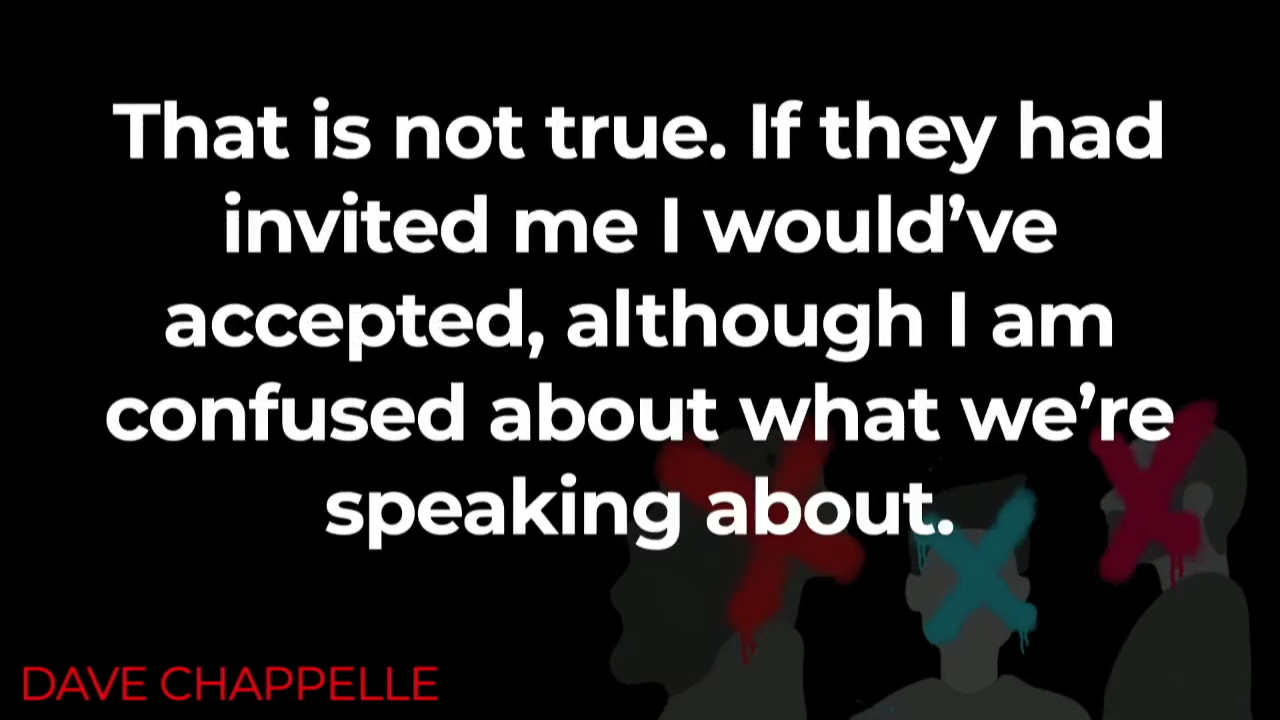 That is not true. If they had
invited me I would’ve
accepted, although I am
confused about what we’re
speaking about.
DAVE CHAPPELLE